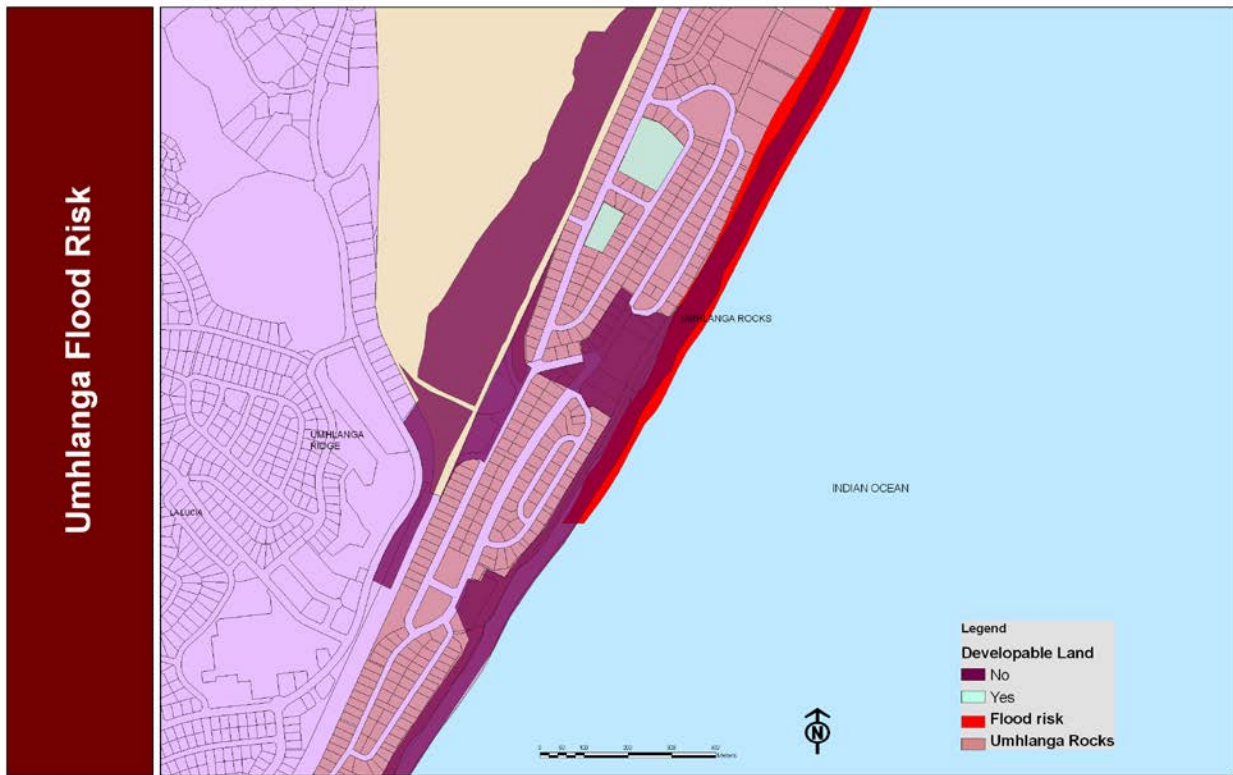 Umhlanga Flood Risk
UMHLANGA ROCKS
UMHLANGA
RIDGE
LA LUCIA
INDIAN OCEAN
Legend
Developable Land
No
Yes
Flood risk
Umhlanga Rocks
N
Meters